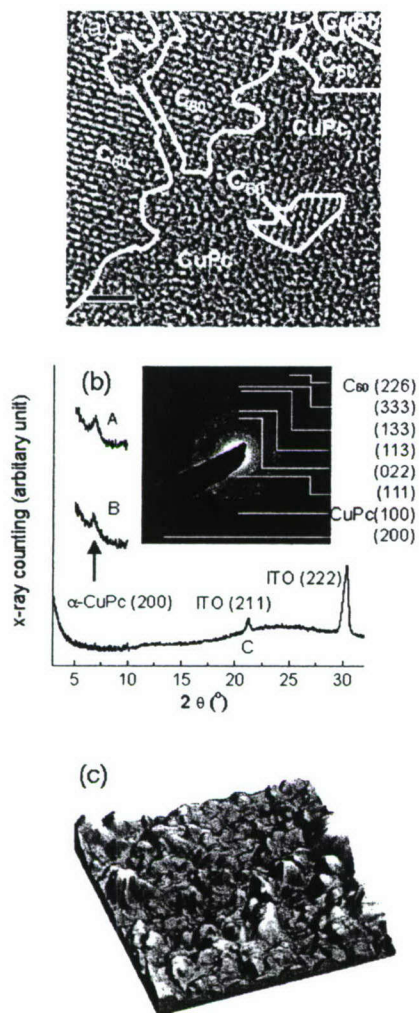 (a)
CuPc
C60
C60
C60
CuPc
C60
CuPc
(b)
A
B
C60 (226)
(333)
(133)
(113)
(022)
(111)
CuPc(100)
(200)
α-CuPc (200)
ITO (211)
ITO (222)
C
x-ray counting (arbitary unit)
5 10 15 20 25 30
2 θ (°)
(c)